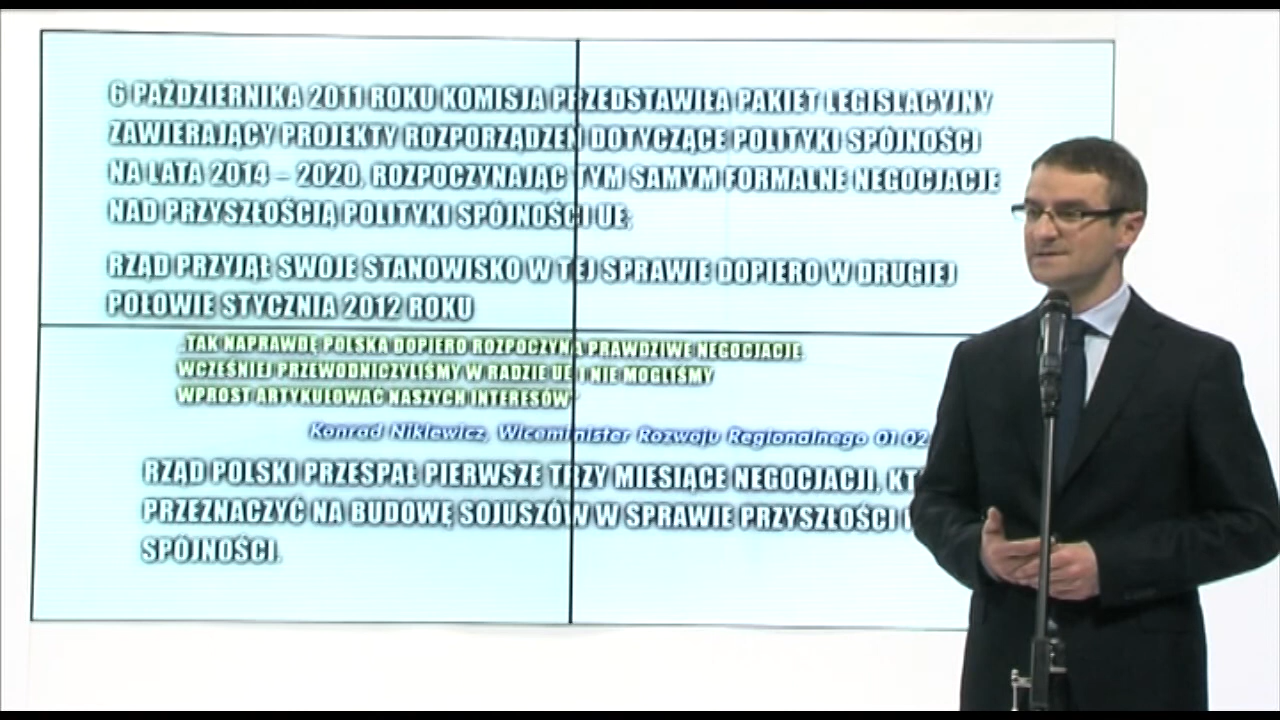 6 PAŹDZIERNIKA 2011 ROKU KOMISJA PRZEDSTAWIŁA PAKIET LEGISLACYJNY
ZAWIERAJĄCY PROJEKTY ROZPORZĄDZEŃ DOTYCZĄCE POLITYKI SPÓJNOŚCI
NA LATA 2014 – 2020, ROZPOCZYNAJĄC TYM SAMYM FORMALNE NEGOCJACJE
NAD PRZYSZŁOŚCIĄ POLITYKI SPÓJNOŚCI UE;
RZĄD PRZYJĄŁ SWOJE STANOWISKO W TEJ SPRAWIE DOPIERO W DRUGIEJ
POŁOWIE STYCZNIA 2012 ROKU
„TAK NAPRAWDĘ POLSKA DOPIERO ROZPOCZYNA PRAWDZIWE NEGOCJACJE.
WCZEŚNIEJ PRZEWODNICZYLIŚMY W RADZIE UE I NIE MOGLIŚMY
WPROST ARTYKUŁOWAĆ NASZYCH INTERESÓW"
Konrad Niklewicz, Wiceminister Rozwoju Regionalnego 01 02
RZĄD POLSKI PRZESPAŁ PIERWSZE TRZY MIESIĄCE NEGOCJACJI,
PRZEZNACZYĆ NA BUDOWĘ SOJUSZÓW W SPRAWIE PRZYSZŁOŚCI
SPÓJNOŚCI.